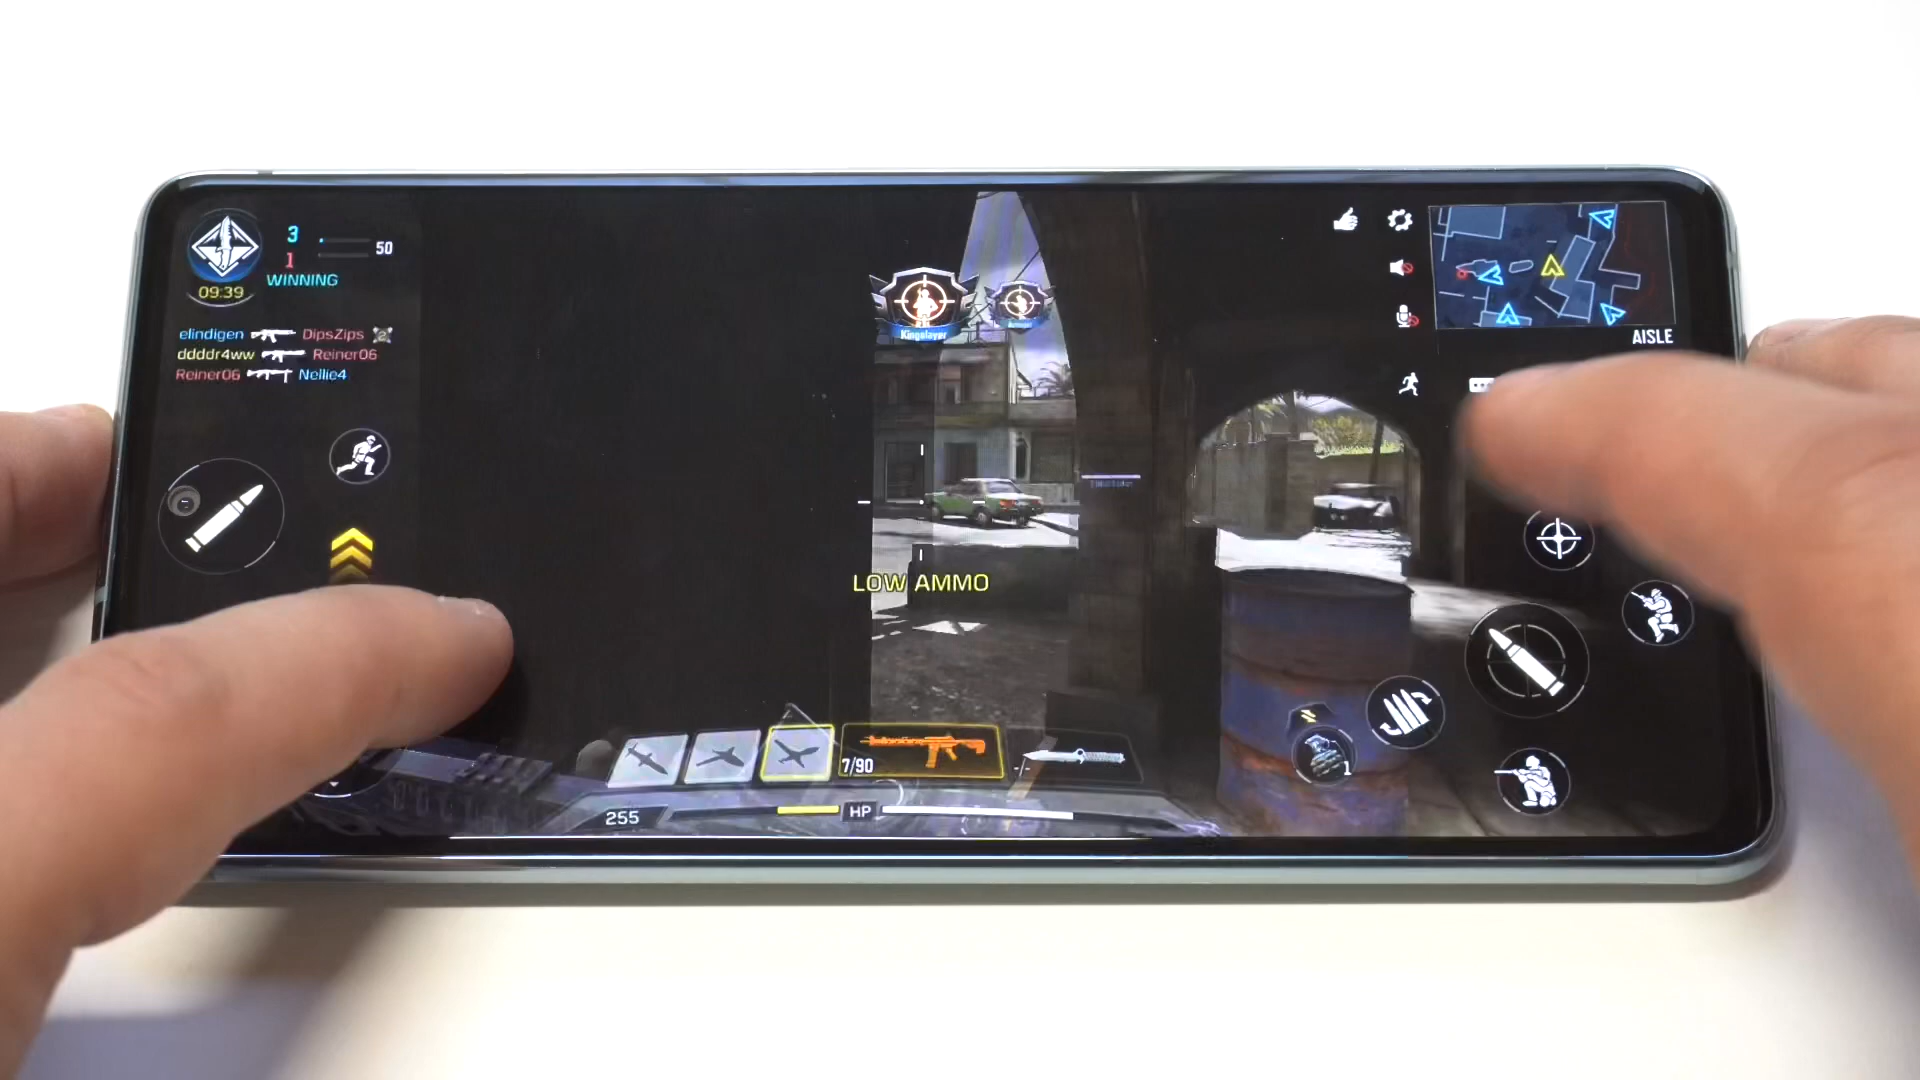 3
50
1
WINNING
09:39
elindigen DipsZips
ddddr4ww Reiner06
Reiner06 Nellie4
Kingslayer
AISLE
LOW AMMO
7/90
1
255
HP